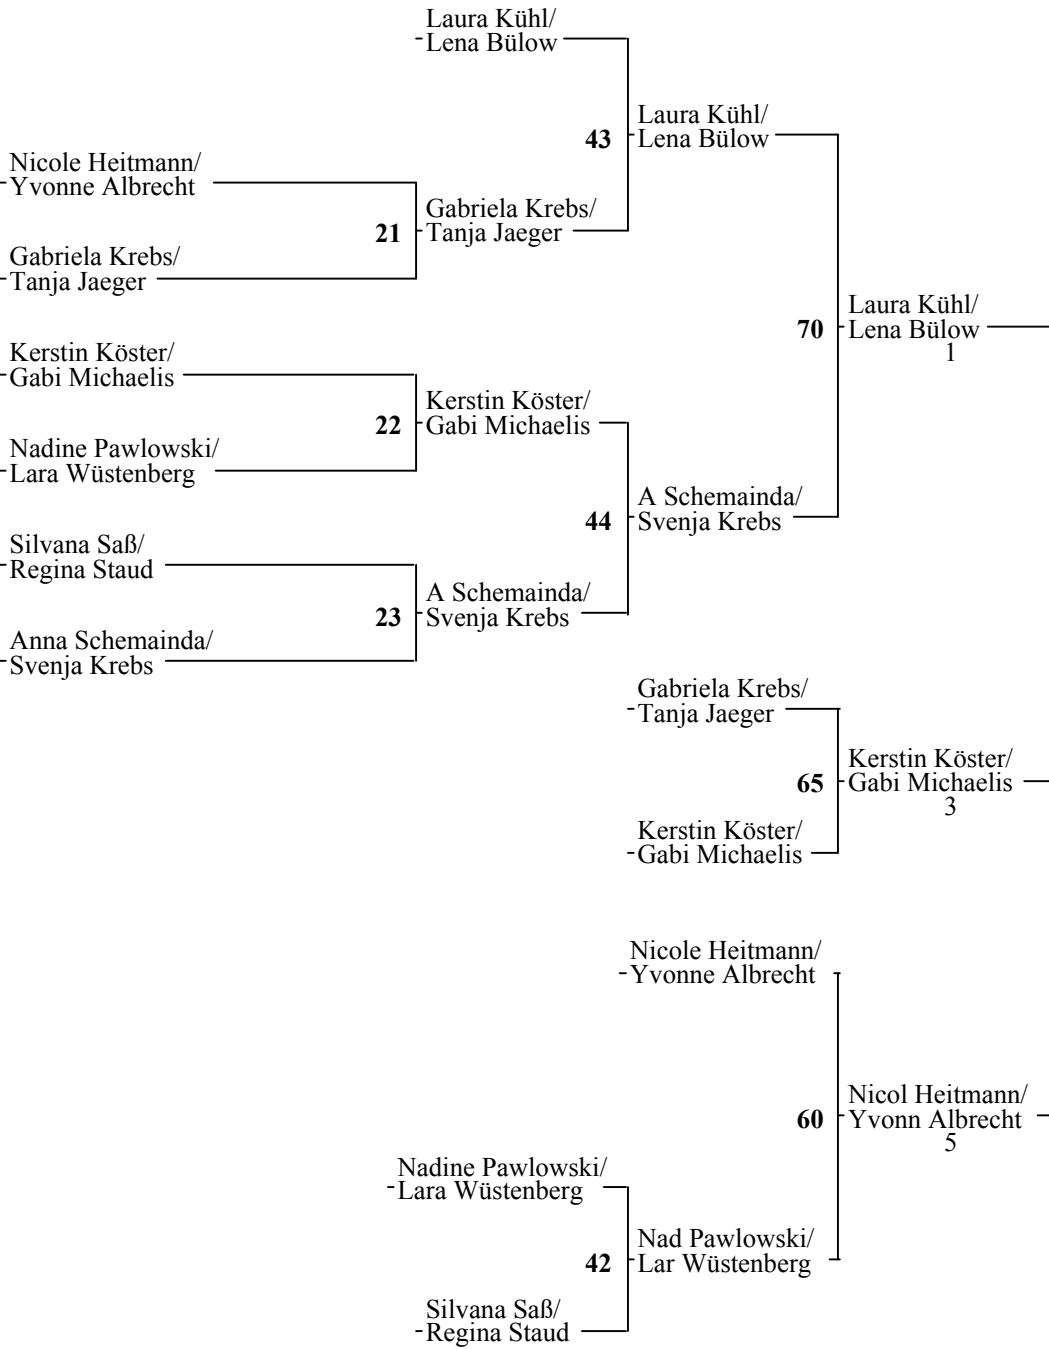 Laura Kühl/
Lena Bülow
43
Laura Kühl/
Lena Bülow
Nicole Heitmann/
Yvonne Albrecht
21
Gabriela Krebs/
Tanja Jaeger
Gabriela Krebs/
Tanja Jaeger
70
Laura Kühl/
Lena Bülow
1
Kerstin Köster/
Gabi Michaelis
22
Kerstin Köster/
Gabi Michaelis
Nadine Pawlowski/
Lara Wüstenberg
44
A Schemainda/
Svenja Krebs
Silvana Saß/
Regina Staud
23
A Schemainda/
Svenja Krebs
Anna Schemainda/
Svenja Krebs
Gabriela Krebs/
Tanja Jaeger
65
Kerstin Köster/
Gabi Michaelis
3
Kerstin Köster/
Gabi Michaelis
Nicole Heitmann/
Yvonne Albrecht
60
Nicol Heitmann/
Yvonn Albrecht
5
Nadine Pawlowski/
Lara Wüstenberg
42
Nad Pawlowski/
Lar Wüstenberg
Silvana Saß/
Regina Staud